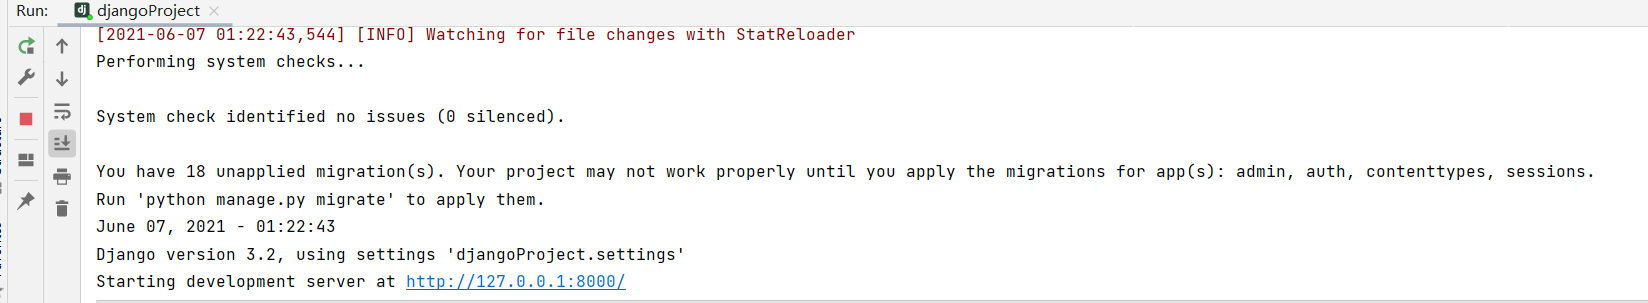 Run: djangoProject
[2021-06-07 01:22:43,544] [INFO] Watching for file changes with StatReloader
Performing system checks...
System check identified no issues (0 silenced).
You have 18 unapplied migration(s). Your project may not work properly until you apply the migrations for app(s): admin, auth, contenttypes, sessions.
Run 'python manage.py migrate' to apply them.
June 07, 2021 - 01:22:43
Django version 3.2, using settings 'djangoProject.settings'
Starting development server at http://127.0.0.1:8000/